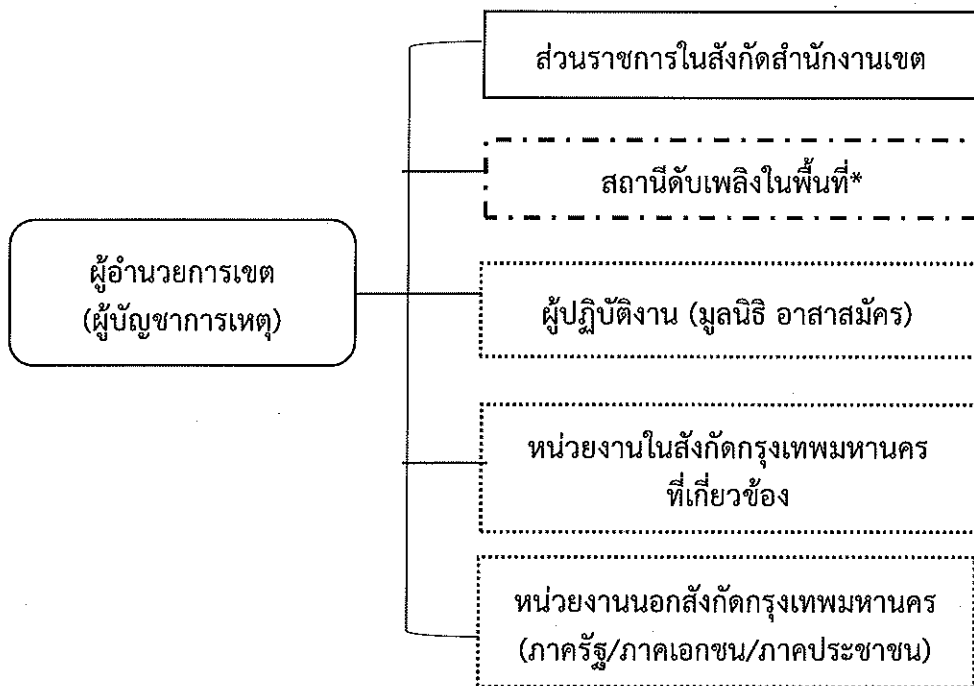 ส่วนราชการในสังกัดสำนักงานเขต
สถานีดับเพลิงในพื้นที่*
ผู้อำนวยการเขต
(ผู้บัญชาการเหตุ)
ผู้ปฏิบัติงาน (มูลนิธิ อาสาสมัคร)
หน่วยงานในสังกัดกรุงเทพมหานคร
ที่เกี่ยวข้อง
หน่วยงานนอกสังกัดกรุงเทพมหานคร
(ภาครัฐ/ภาคเอกชน/ภาคประชาชน)